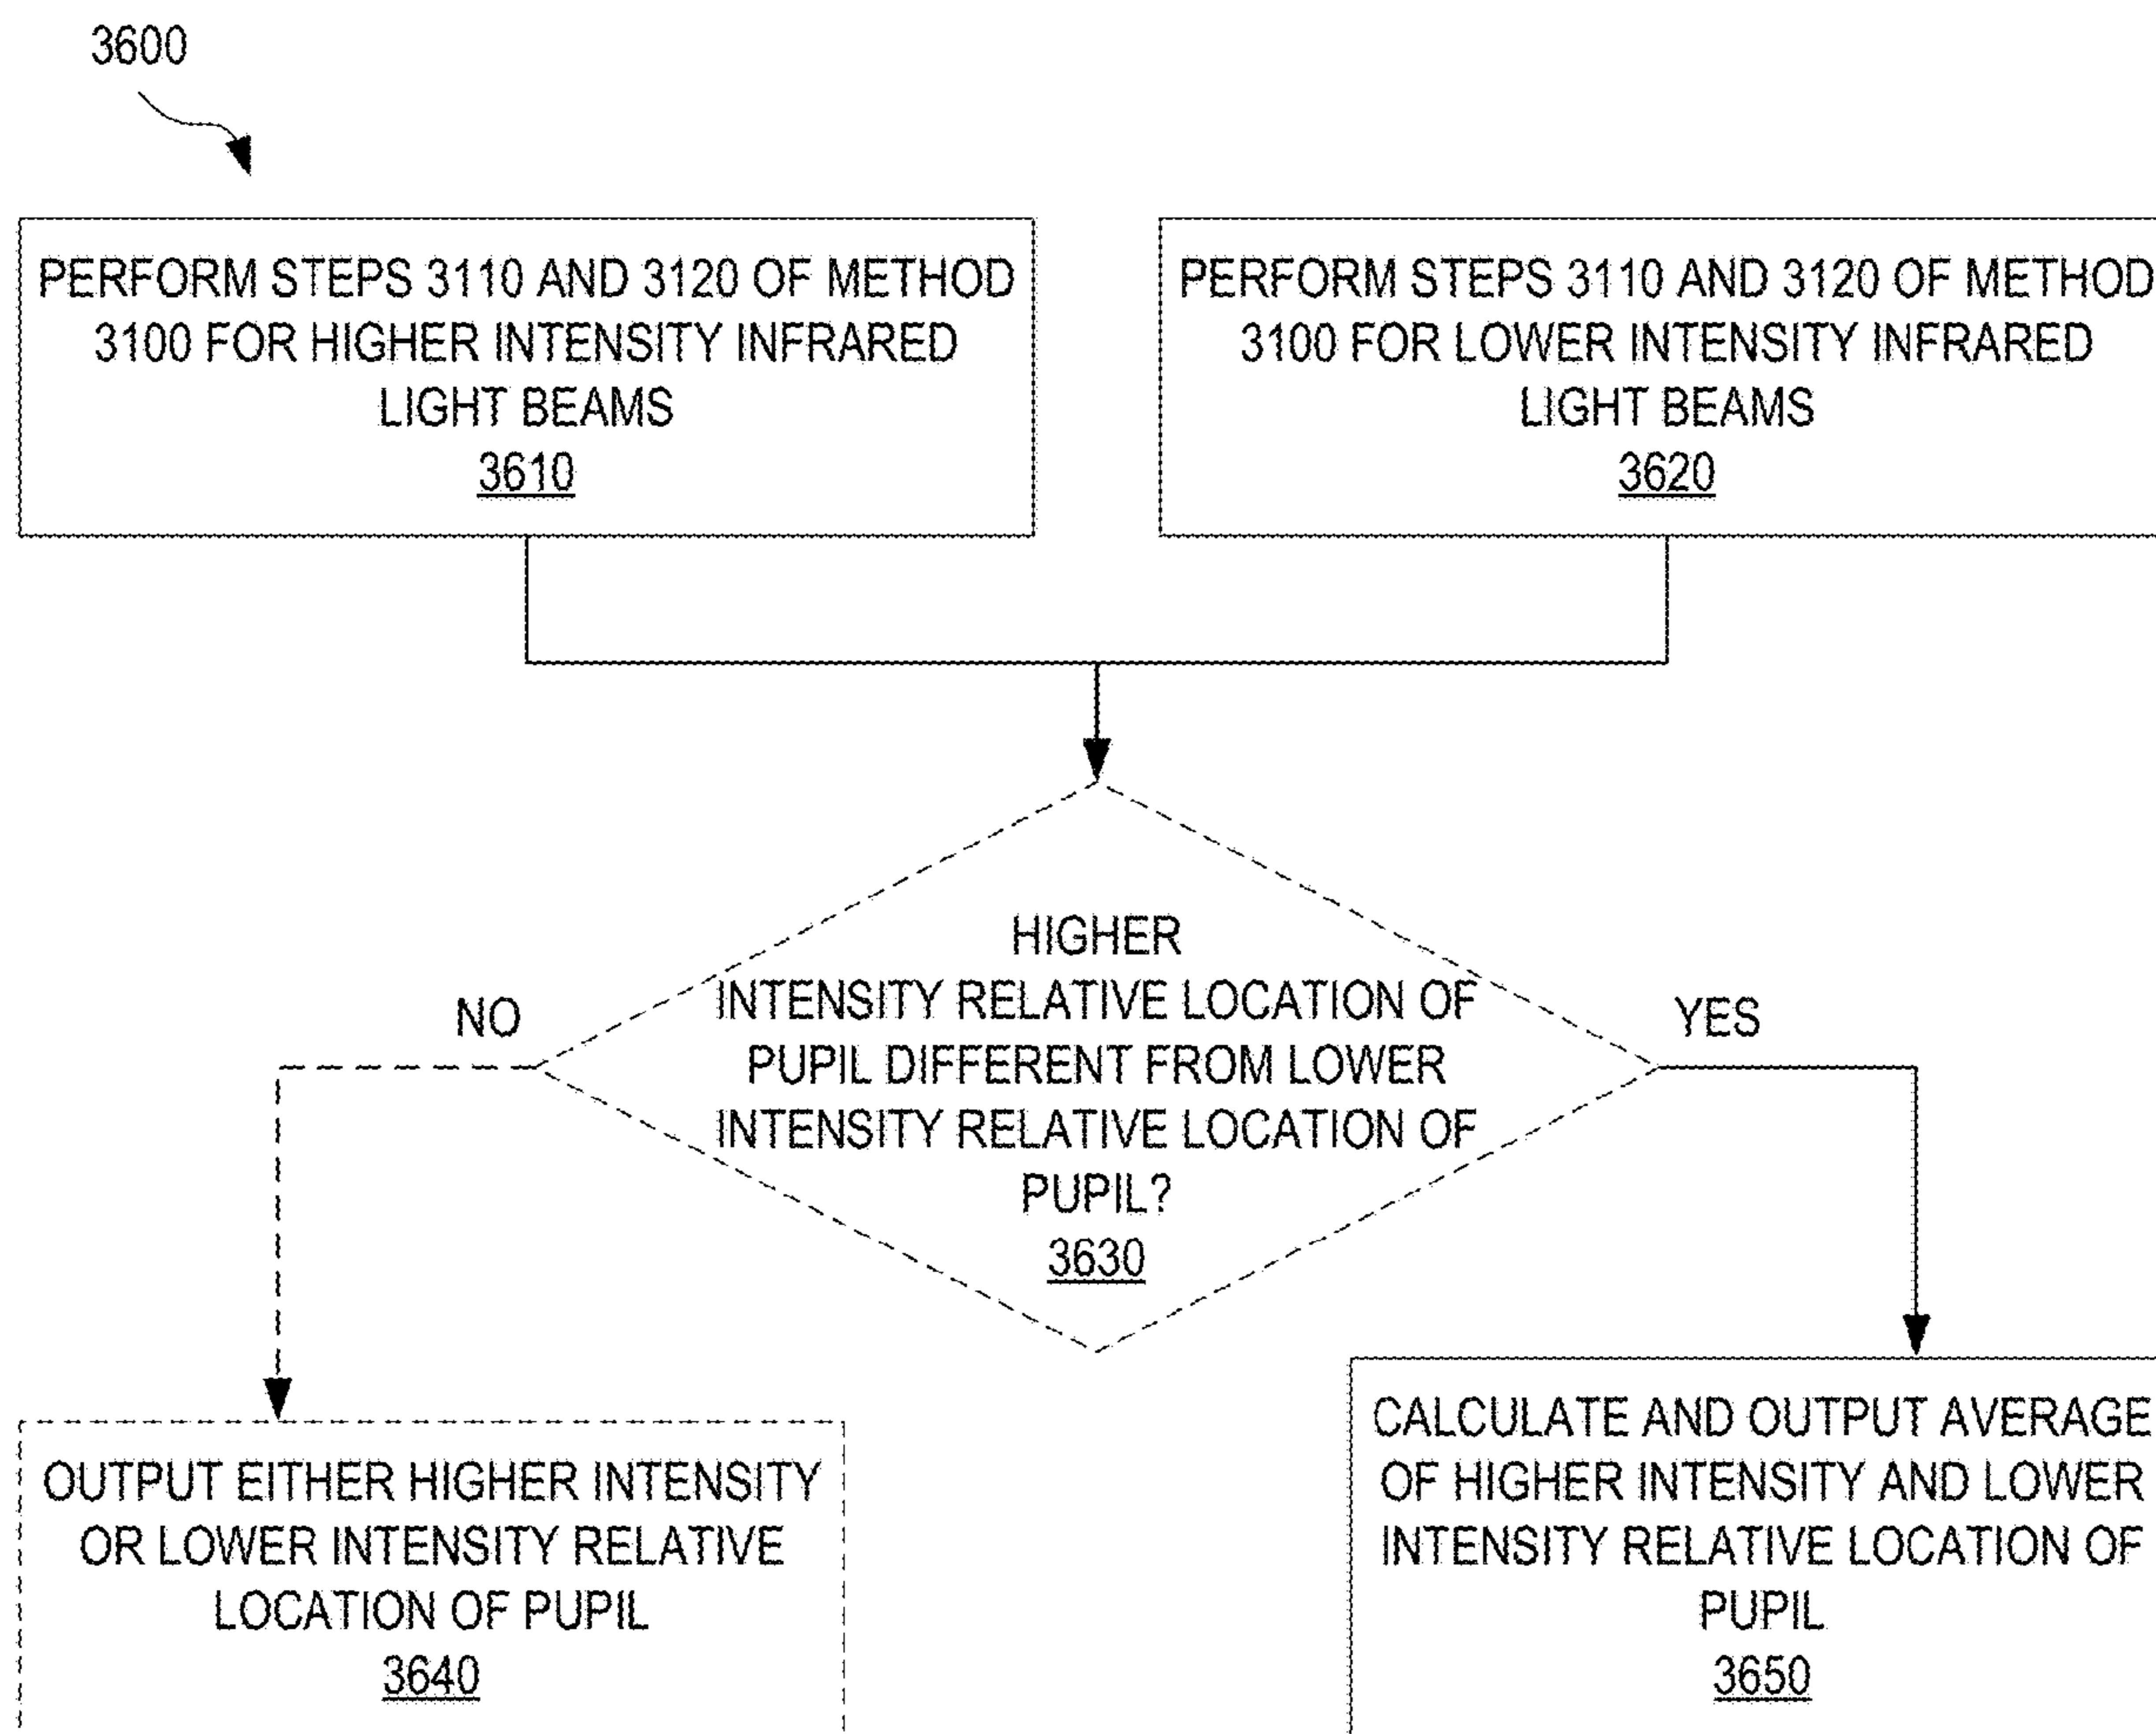 3600
PERFORM STEPS 3110 AND 3120 OF METHOD
3100 FOR HIGHER INTENSITY INFRARED
LIGHT BEAMS
3610
PERFORM STEPS 3110 AND 3120 OF METHOD
3100 FOR LOWER INTENSITY INFRARED
LIGHT BEAMS
3620
HIGHER
INTENSITY RELATIVE LOCATION OF
PUPIL DIFFERENT FROM LOWER
INTENSITY RELATIVE LOCATION OF
PUPIL?
3630
NO
YES
OUTPUT EITHER HIGHER INTENSITY
OR LOWER INTENSITY RELATIVE
LOCATION OF PUPIL
3640
CALCULATE AND OUTPUT AVERAGE
OF HIGHER INTENSITY AND LOWER
INTENSITY RELATIVE LOCATION OF
PUPIL
3650